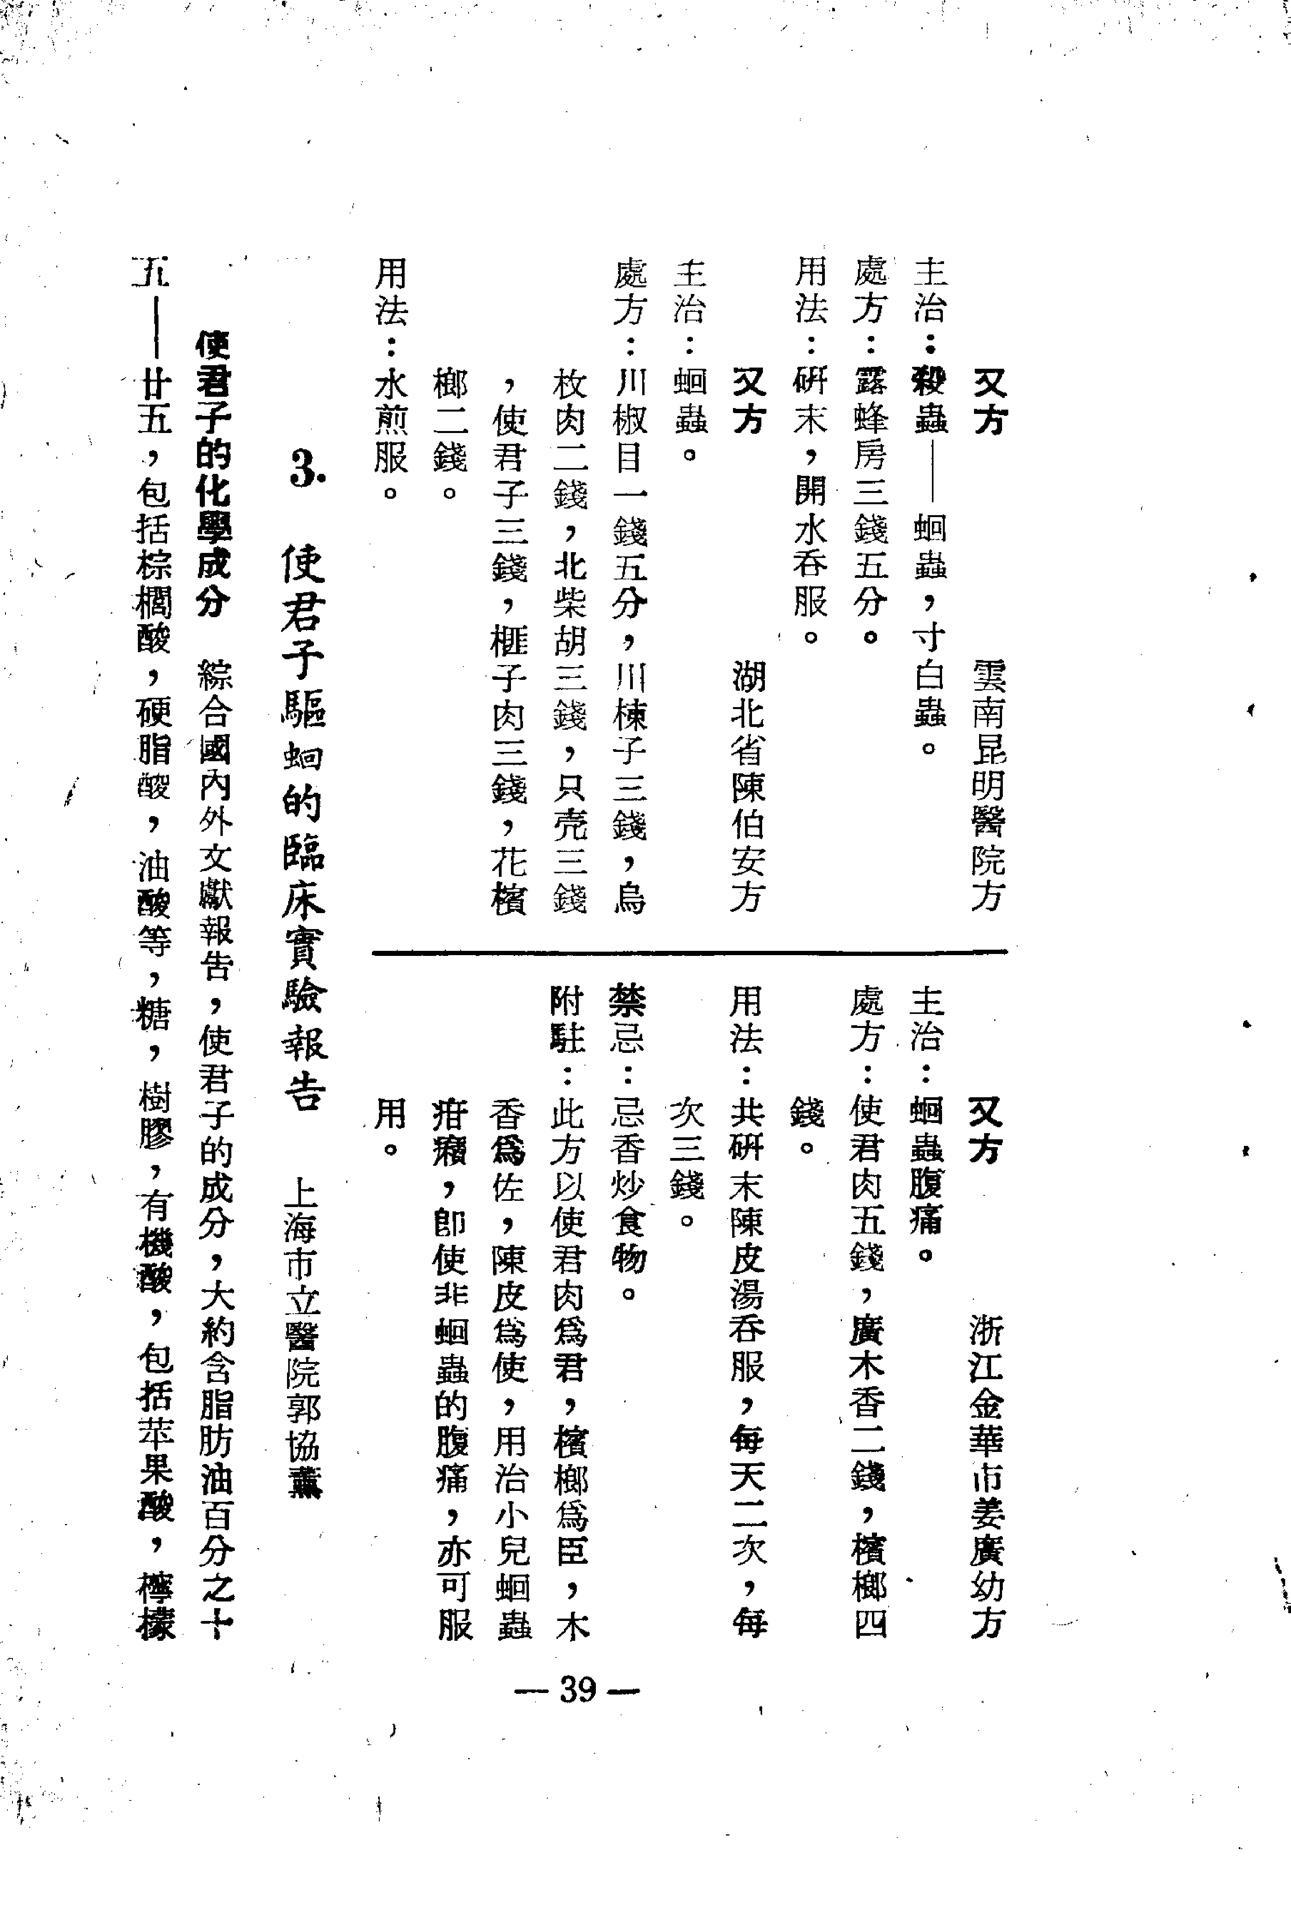 又方　雲南昆明醫院方
主治：殺蟲——蛔蟲，寸白蟲。
處方：露蜂房三錢五分。
用法：研末，開水吞服。
又方　湖北省陳伯安方
主治：蛔蟲。
處方：川椒目一錢五分，川楝子三錢，烏
枚肉二錢，北柴胡三錢，只壳三錢
，使君子三錢，榧子肉三錢，花檳
榔二錢。
用法：水煎服。
又方　浙江金華市姜廣幼方
主治：蛔蟲腹痛。
處方：使君肉五錢，廣木香二錢，檳榔四
錢。
用法：共研末陳皮湯吞服，每天二次，每
次三錢。
禁忌：忌香炒食物。
附駐：此方以使君肉爲君，檳榔爲臣，木
香爲佐，陳皮爲使，用治小兒蛔蟲
疳癪，卽使非蛔蟲的腹痛，亦可服
用。
3.　使君子驅蛔的臨床實驗報告　上海市立醫院郭協薰
使君子的化學成分　綜合國內外文獻報吿，使君子的成分，大約含脂肪油百分之十
五——廿五，包括棕櫚酸，硬脂酸，油酸等，糖，樹膠，有機酸，包括苹果酸，檸檬
— 39 —